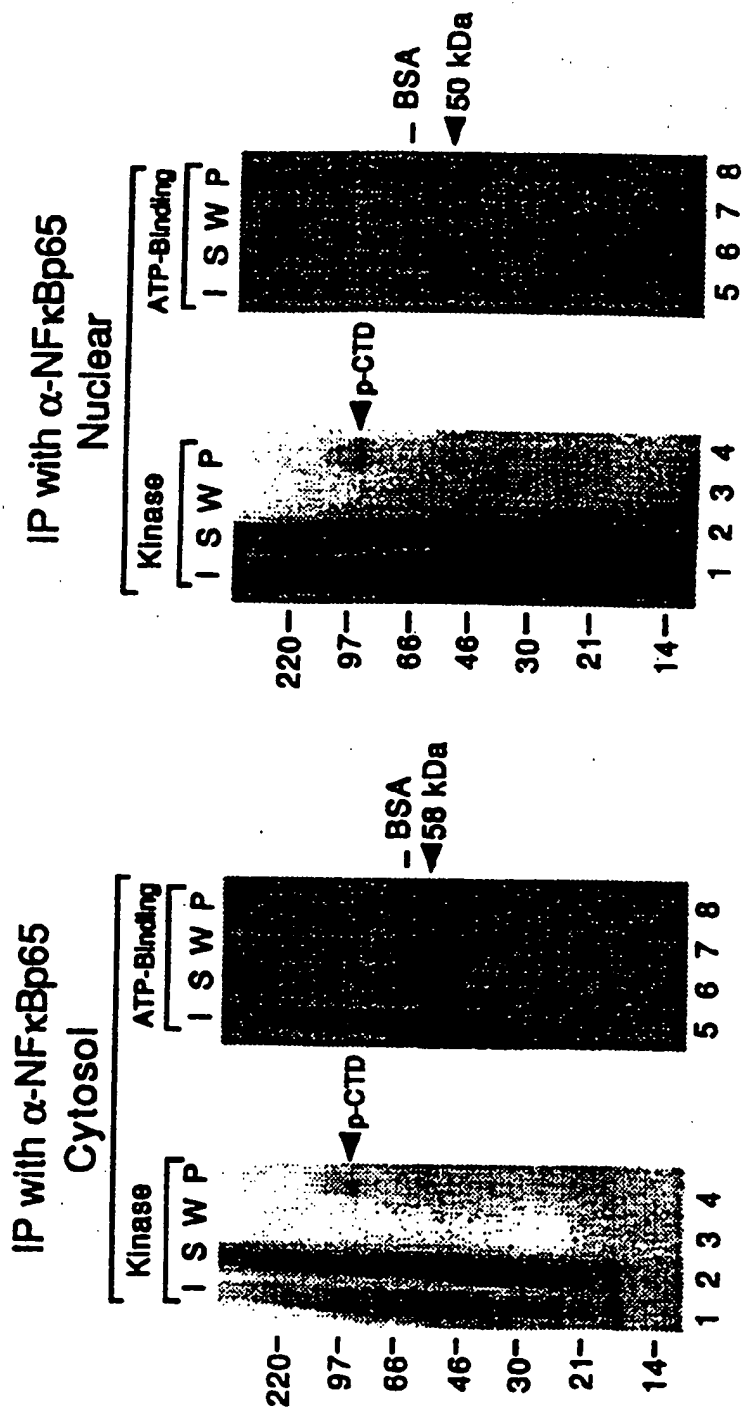 IP with α-NFκBp65
Cytosol
Kinase
I S W P
ATP-Binding
I S W P
220–
97–
66–
46–
30–
21–
14–
p-CTD
– BSA
58 kDa
1 2 3 4
5 6 7 8
IP with α-NFκBp65
Nuclear
Kinase
I S W P
ATP-Binding
I S W P
220–
97–
66–
46–
30–
21–
14–
p-CTD
– BSA
50 kDa
1 2 3 4
5 6 7 8